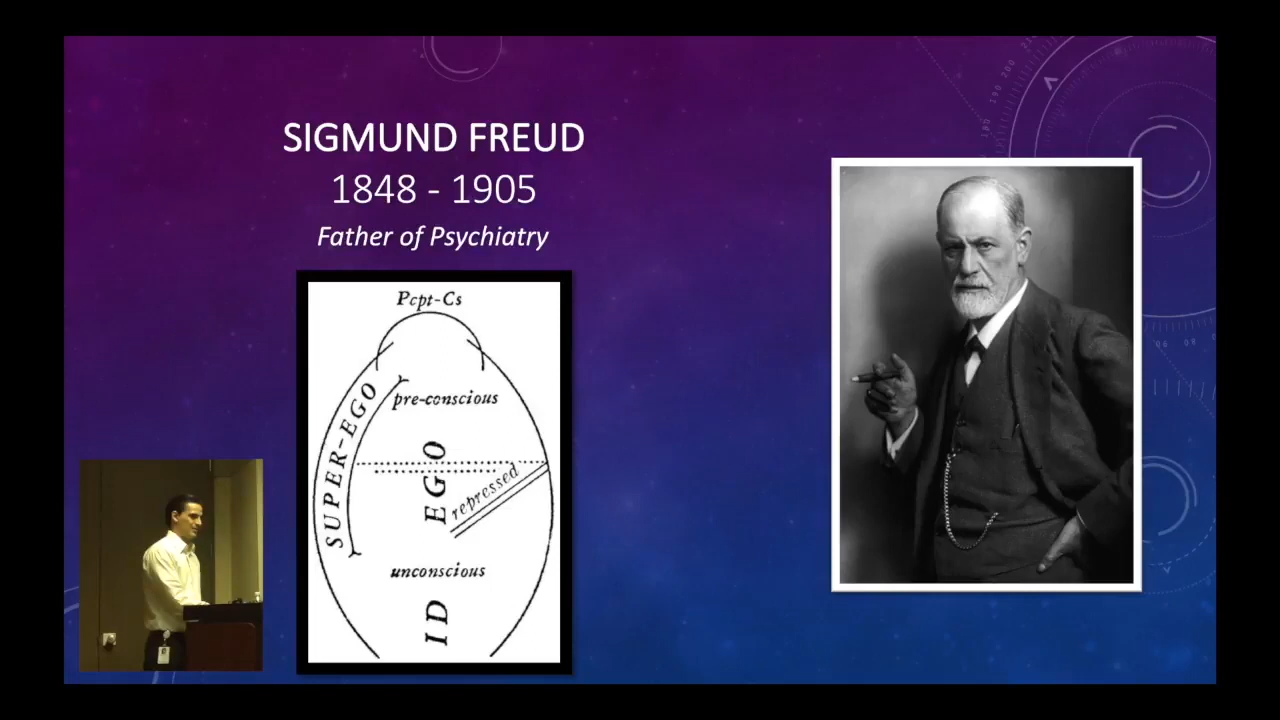 SIGMUND FREUD
1848 - 1905
Father of Psychiatry
Pcpt-Cs
pre-conscious
SUPER-EGO
EGO
repressed
unconscious
ID